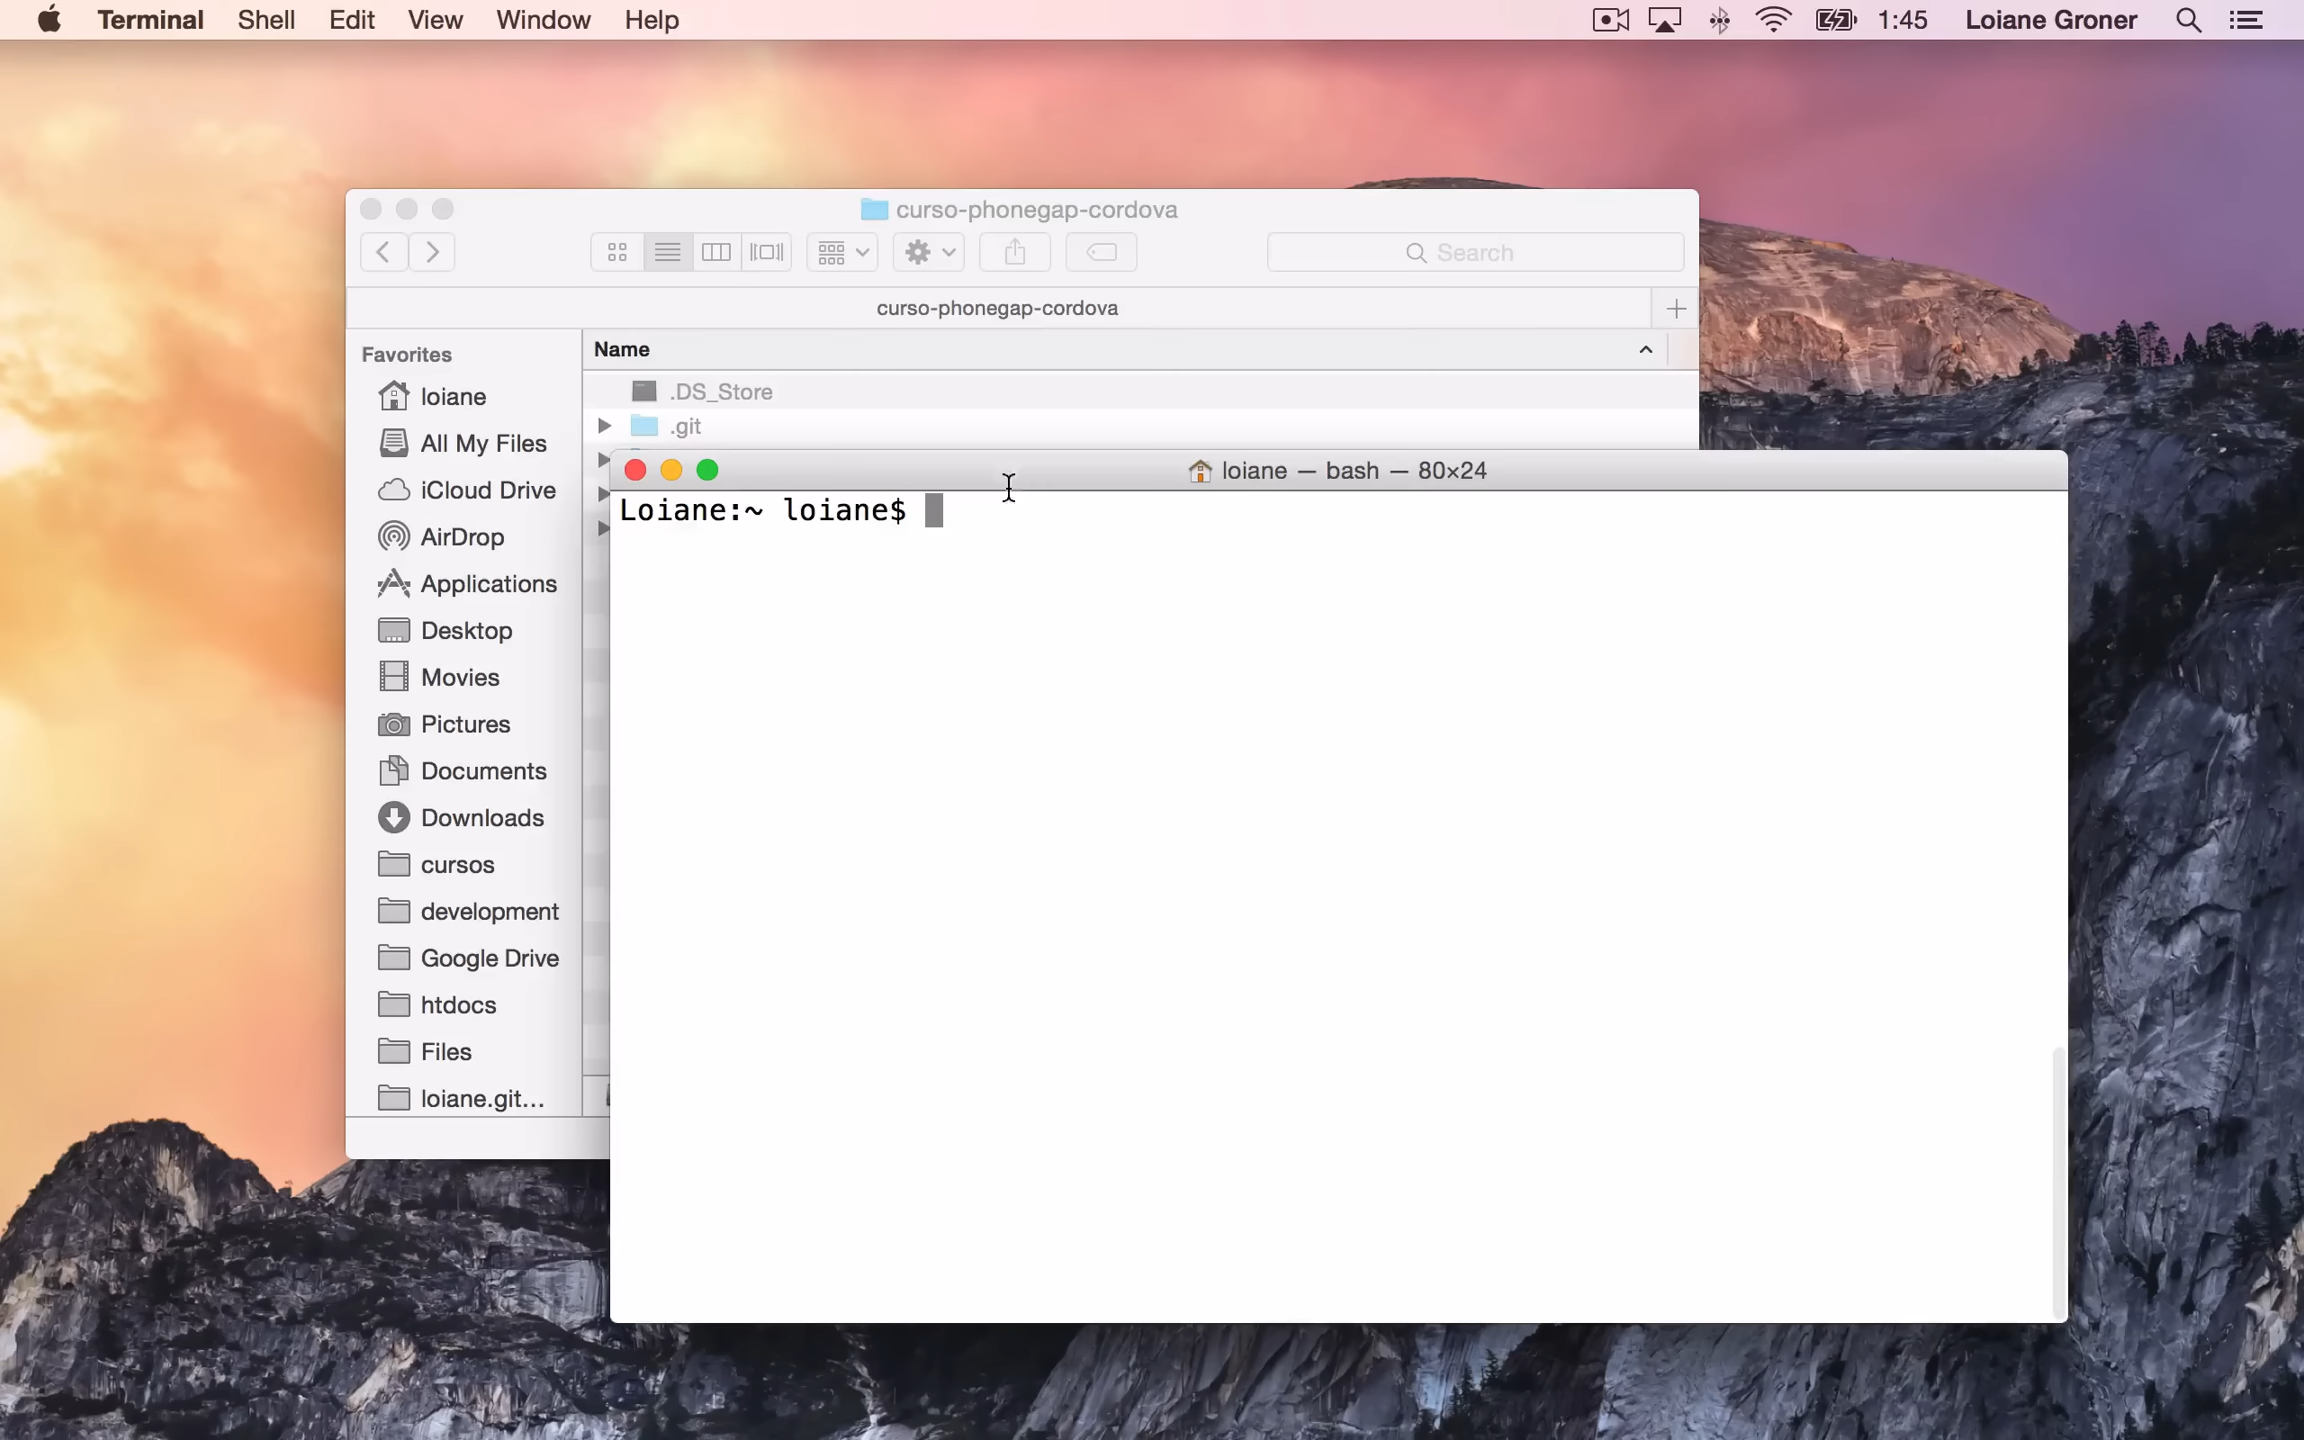 Terminal Shell Edit View Window Help 1:45 Loiane Groner
curso-phonegap-cordova
Search
curso-phonegap-cordova
Favorites
Name
loiane
.DS_Store
All My Files
.git
iCloud Drive
loiane — bash — 80×24
Loiane:~ loiane$
AirDrop
Applications
Desktop
Movies
Pictures
Documents
Downloads
cursos
development
Google Drive
htdocs
Files
loiane.git...